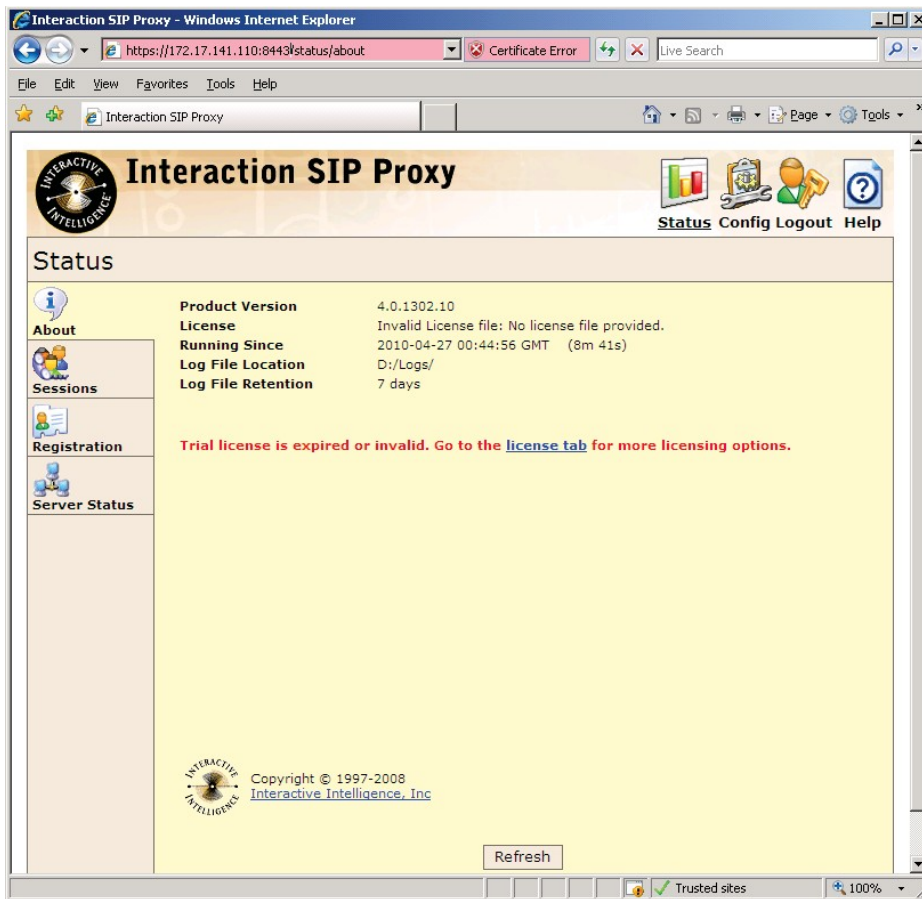 Interaction SIP Proxy - Windows Internet Explorer
https://172.17.141.110:8443/status/about
Certificate Error
Live Search
File Edit View Favorites Tools Help
Interaction SIP Proxy
Page
Tools
INTERACTIVE INTELLIGENCE
Interaction SIP Proxy
Status Config Logout Help
Status
About
Sessions
Registration
Server Status
Product Version 4.0.1302.10
License Invalid License file: No license file provided.
Running Since 2010-04-27 00:44:56 GMT (8m 41s)
Log File Location D:/Logs/
Log File Retention 7 days
Trial license is expired or invalid. Go to the license tab for more licensing options.
INTERACTIVE INTELLIGENCE
Copyright © 1997-2008
Interactive Intelligence, Inc
Refresh
Trusted sites
100%